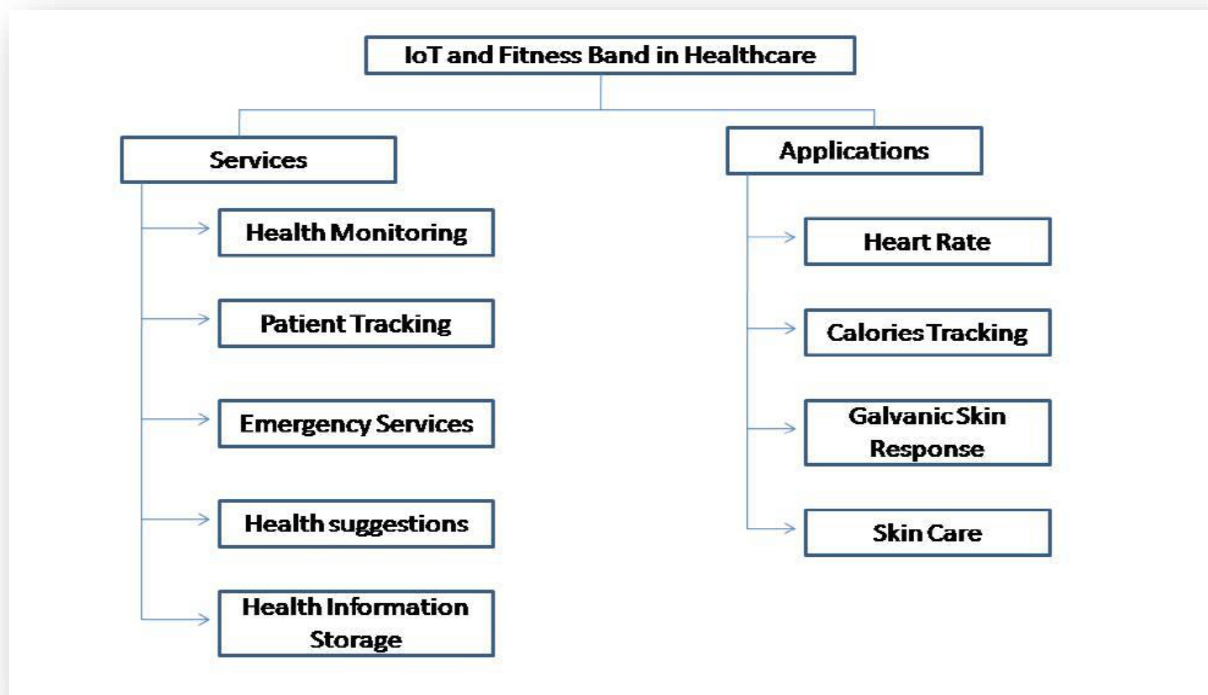 IoT and Fitness Band in Healthcare
Services
Health Monitoring
Patient Tracking
Emergency Services
Health suggestions
Health Information
Storage
Applications
Heart Rate
Calories Tracking
Galvanic Skin
Response
Skin Care